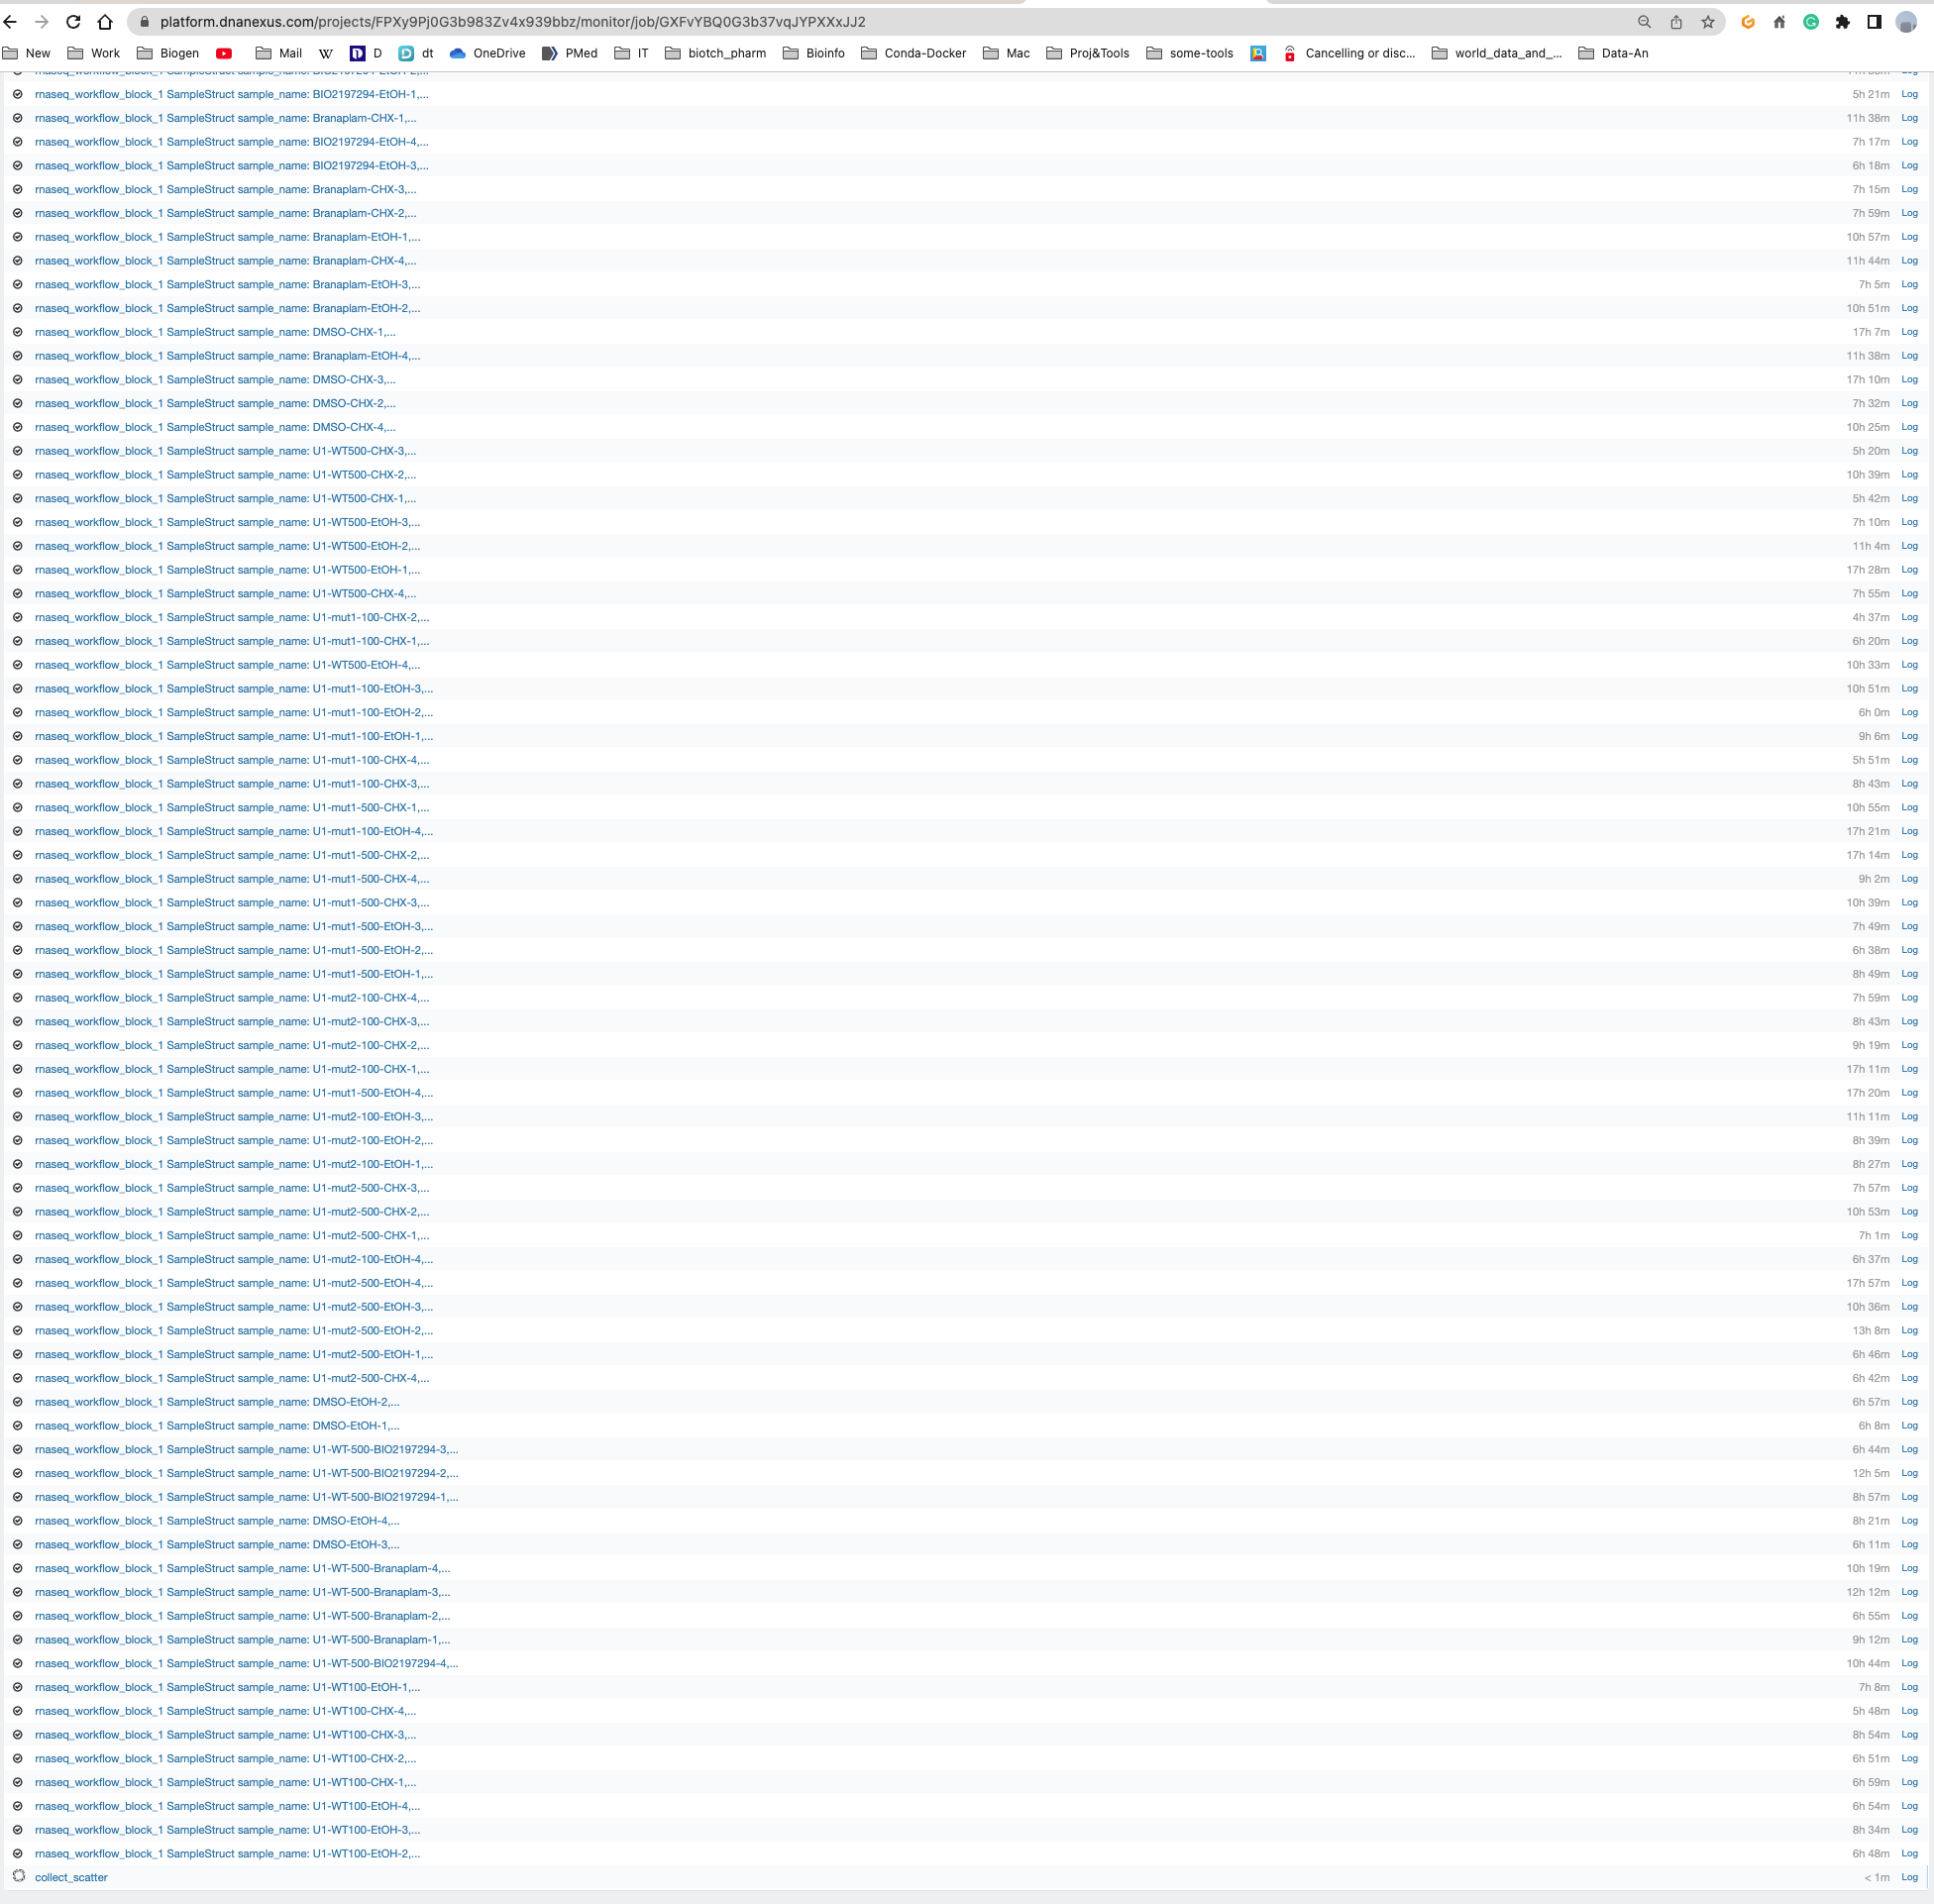 platform.dnanexus.com/projects/FPXy9Pj0G3b983Zv4x939bbz/monitor/job/GXFvYBQ0G3b37vqJYPXXxJJ2
New Work Biogen Mail W D D dt OneDrive PMed IT biotch_pharm Bioinfo Conda-Docker Mac Proj&Tools some-tools Cancelling or disc... world_data_and_... Data-An
rnaseq_workflow_block_1 SampleStruct sample_name: BIO2197294-EtOH-1,... 5h 21m Log
rnaseq_workflow_block_1 SampleStruct sample_name: Branaplam-CHX-1,... 11h 38m Log
rnaseq_workflow_block_1 SampleStruct sample_name: BIO2197294-EtOH-4,... 7h 17m Log
rnaseq_workflow_block_1 SampleStruct sample_name: BIO2197294-EtOH-3,... 6h 18m Log
rnaseq_workflow_block_1 SampleStruct sample_name: Branaplam-CHX-3,... 7h 15m Log
rnaseq_workflow_block_1 SampleStruct sample_name: Branaplam-CHX-2,... 7h 59m Log
rnaseq_workflow_block_1 SampleStruct sample_name: Branaplam-EtOH-1,... 10h 57m Log
rnaseq_workflow_block_1 SampleStruct sample_name: Branaplam-CHX-4,... 11h 44m Log
rnaseq_workflow_block_1 SampleStruct sample_name: Branaplam-EtOH-3,... 7h 5m Log
rnaseq_workflow_block_1 SampleStruct sample_name: Branaplam-EtOH-2,... 10h 51m Log
rnaseq_workflow_block_1 SampleStruct sample_name: DMSO-CHX-1,... 17h 7m Log
rnaseq_workflow_block_1 SampleStruct sample_name: Branaplam-EtOH-4,... 11h 38m Log
rnaseq_workflow_block_1 SampleStruct sample_name: DMSO-CHX-3,... 17h 10m Log
rnaseq_workflow_block_1 SampleStruct sample_name: DMSO-CHX-2,... 7h 32m Log
rnaseq_workflow_block_1 SampleStruct sample_name: DMSO-CHX-4,... 10h 25m Log
rnaseq_workflow_block_1 SampleStruct sample_name: U1-WT500-CHX-3,... 5h 20m Log
rnaseq_workflow_block_1 SampleStruct sample_name: U1-WT500-CHX-2,... 10h 39m Log
rnaseq_workflow_block_1 SampleStruct sample_name: U1-WT500-CHX-1,... 5h 42m Log
rnaseq_workflow_block_1 SampleStruct sample_name: U1-WT500-EtOH-3,... 7h 10m Log
rnaseq_workflow_block_1 SampleStruct sample_name: U1-WT500-EtOH-2,... 11h 4m Log
rnaseq_workflow_block_1 SampleStruct sample_name: U1-WT500-EtOH-1,... 17h 28m Log
rnaseq_workflow_block_1 SampleStruct sample_name: U1-WT500-CHX-4,... 7h 55m Log
rnaseq_workflow_block_1 SampleStruct sample_name: U1-mut1-100-CHX-2,... 4h 37m Log
rnaseq_workflow_block_1 SampleStruct sample_name: U1-mut1-100-CHX-1,... 6h 20m Log
rnaseq_workflow_block_1 SampleStruct sample_name: U1-WT500-EtOH-4,... 10h 33m Log
rnaseq_workflow_block_1 SampleStruct sample_name: U1-mut1-100-EtOH-3,... 10h 51m Log
rnaseq_workflow_block_1 SampleStruct sample_name: U1-mut1-100-EtOH-2,... 6h 0m Log
rnaseq_workflow_block_1 SampleStruct sample_name: U1-mut1-100-EtOH-1,... 9h 6m Log
rnaseq_workflow_block_1 SampleStruct sample_name: U1-mut1-100-CHX-4,... 5h 51m Log
rnaseq_workflow_block_1 SampleStruct sample_name: U1-mut1-100-CHX-3,... 8h 43m Log
rnaseq_workflow_block_1 SampleStruct sample_name: U1-mut1-500-CHX-1,... 10h 55m Log
rnaseq_workflow_block_1 SampleStruct sample_name: U1-mut1-100-EtOH-4,... 17h 21m Log
rnaseq_workflow_block_1 SampleStruct sample_name: U1-mut1-500-CHX-2,... 17h 14m Log
rnaseq_workflow_block_1 SampleStruct sample_name: U1-mut1-500-CHX-4,... 9h 2m Log
rnaseq_workflow_block_1 SampleStruct sample_name: U1-mut1-500-CHX-3,... 10h 39m Log
rnaseq_workflow_block_1 SampleStruct sample_name: U1-mut1-500-EtOH-3,... 7h 49m Log
rnaseq_workflow_block_1 SampleStruct sample_name: U1-mut1-500-EtOH-2,... 6h 38m Log
rnaseq_workflow_block_1 SampleStruct sample_name: U1-mut1-500-EtOH-1,... 8h 49m Log
rnaseq_workflow_block_1 SampleStruct sample_name: U1-mut2-100-CHX-4,... 7h 59m Log
rnaseq_workflow_block_1 SampleStruct sample_name: U1-mut2-100-CHX-3,... 8h 43m Log
rnaseq_workflow_block_1 SampleStruct sample_name: U1-mut2-100-CHX-2,... 9h 19m Log
rnaseq_workflow_block_1 SampleStruct sample_name: U1-mut2-100-CHX-1,... 17h 11m Log
rnaseq_workflow_block_1 SampleStruct sample_name: U1-mut1-500-EtOH-4,... 17h 20m Log
rnaseq_workflow_block_1 SampleStruct sample_name: U1-mut2-100-EtOH-3,... 11h 11m Log
rnaseq_workflow_block_1 SampleStruct sample_name: U1-mut2-100-EtOH-2,... 8h 39m Log
rnaseq_workflow_block_1 SampleStruct sample_name: U1-mut2-100-EtOH-1,... 8h 27m Log
rnaseq_workflow_block_1 SampleStruct sample_name: U1-mut2-500-CHX-3,... 7h 57m Log
rnaseq_workflow_block_1 SampleStruct sample_name: U1-mut2-500-CHX-2,... 10h 53m Log
rnaseq_workflow_block_1 SampleStruct sample_name: U1-mut2-500-CHX-1,... 7h 1m Log
rnaseq_workflow_block_1 SampleStruct sample_name: U1-mut2-100-EtOH-4,... 6h 37m Log
rnaseq_workflow_block_1 SampleStruct sample_name: U1-mut2-500-EtOH-4,... 17h 57m Log
rnaseq_workflow_block_1 SampleStruct sample_name: U1-mut2-500-EtOH-3,... 10h 36m Log
rnaseq_workflow_block_1 SampleStruct sample_name: U1-mut2-500-EtOH-2,... 13h 8m Log
rnaseq_workflow_block_1 SampleStruct sample_name: U1-mut2-500-EtOH-1,... 6h 46m Log
rnaseq_workflow_block_1 SampleStruct sample_name: U1-mut2-500-CHX-4,... 6h 42m Log
rnaseq_workflow_block_1 SampleStruct sample_name: DMSO-EtOH-2,... 6h 57m Log
rnaseq_workflow_block_1 SampleStruct sample_name: DMSO-EtOH-1,... 6h 8m Log
rnaseq_workflow_block_1 SampleStruct sample_name: U1-WT-500-BIO2197294-3,... 6h 44m Log
rnaseq_workflow_block_1 SampleStruct sample_name: U1-WT-500-BIO2197294-2,... 12h 5m Log
rnaseq_workflow_block_1 SampleStruct sample_name: U1-WT-500-BIO2197294-1,... 8h 57m Log
rnaseq_workflow_block_1 SampleStruct sample_name: DMSO-EtOH-4,... 8h 21m Log
rnaseq_workflow_block_1 SampleStruct sample_name: DMSO-EtOH-3,... 6h 11m Log
rnaseq_workflow_block_1 SampleStruct sample_name: U1-WT-500-Branaplam-4,... 10h 19m Log
rnaseq_workflow_block_1 SampleStruct sample_name: U1-WT-500-Branaplam-3,... 12h 12m Log
rnaseq_workflow_block_1 SampleStruct sample_name: U1-WT-500-Branaplam-2,... 6h 55m Log
rnaseq_workflow_block_1 SampleStruct sample_name: U1-WT-500-Branaplam-1,... 9h 12m Log
rnaseq_workflow_block_1 SampleStruct sample_name: U1-WT-500-BIO2197294-4,... 10h 44m Log
rnaseq_workflow_block_1 SampleStruct sample_name: U1-WT100-EtOH-1,... 7h 8m Log
rnaseq_workflow_block_1 SampleStruct sample_name: U1-WT100-CHX-4,... 5h 48m Log
rnaseq_workflow_block_1 SampleStruct sample_name: U1-WT100-CHX-3,... 8h 54m Log
rnaseq_workflow_block_1 SampleStruct sample_name: U1-WT100-CHX-2,... 6h 51m Log
rnaseq_workflow_block_1 SampleStruct sample_name: U1-WT100-CHX-1,... 6h 59m Log
rnaseq_workflow_block_1 SampleStruct sample_name: U1-WT100-EtOH-4,... 6h 54m Log
rnaseq_workflow_block_1 SampleStruct sample_name: U1-WT100-EtOH-3,... 8h 34m Log
rnaseq_workflow_block_1 SampleStruct sample_name: U1-WT100-EtOH-2,... 6h 48m Log
collect_scatter < 1m Log